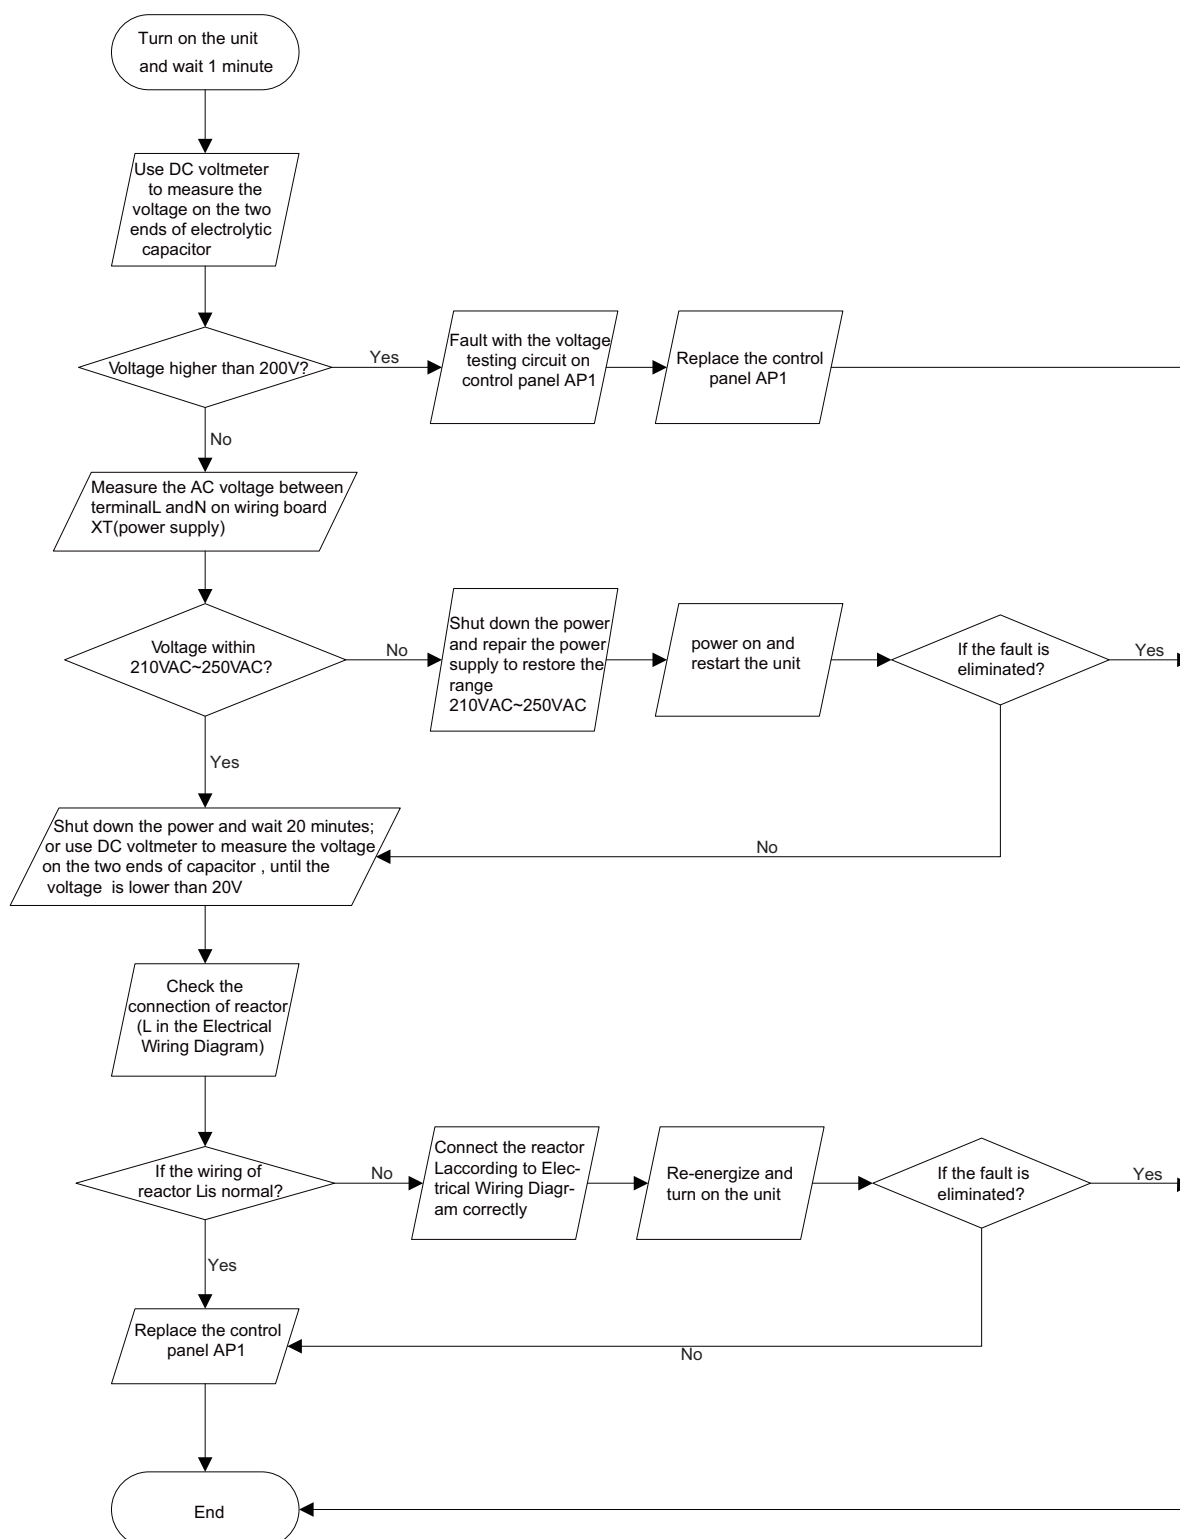 Turn on the unit
and wait 1 minute
Use DC voltmeter
to measure the
voltage on the two
ends of electrolytic
capacitor
Voltage higher than 200V?
Yes
Fault with the voltage
testing circuit on
control panel AP1
Replace the control
panel AP1
No
Measure the AC voltage between
terminalL andN on wiring board
XT(power supply)
Voltage within
210VAC~250VAC?
No
Shut down the power
and repair the power
supply to restore the
range
210VAC~250VAC
power on and
restart the unit
If the fault is
eliminated?
Yes
Yes
No
Shut down the power and wait 20 minutes;
or use DC voltmeter to measure the voltage
on the two ends of capacitor , until the
voltage is lower than 20V
Check the
connection of reactor
(L in the Electrical
Wiring Diagram)
If the wiring of
reactor Lis normal?
No
Connect the reactor
Laccording to Elec-
trical Wiring Diagr-
am correctly
Re-energize and
turn on the unit
If the fault is
eliminated?
Yes
Yes
No
Replace the control
panel AP1
End